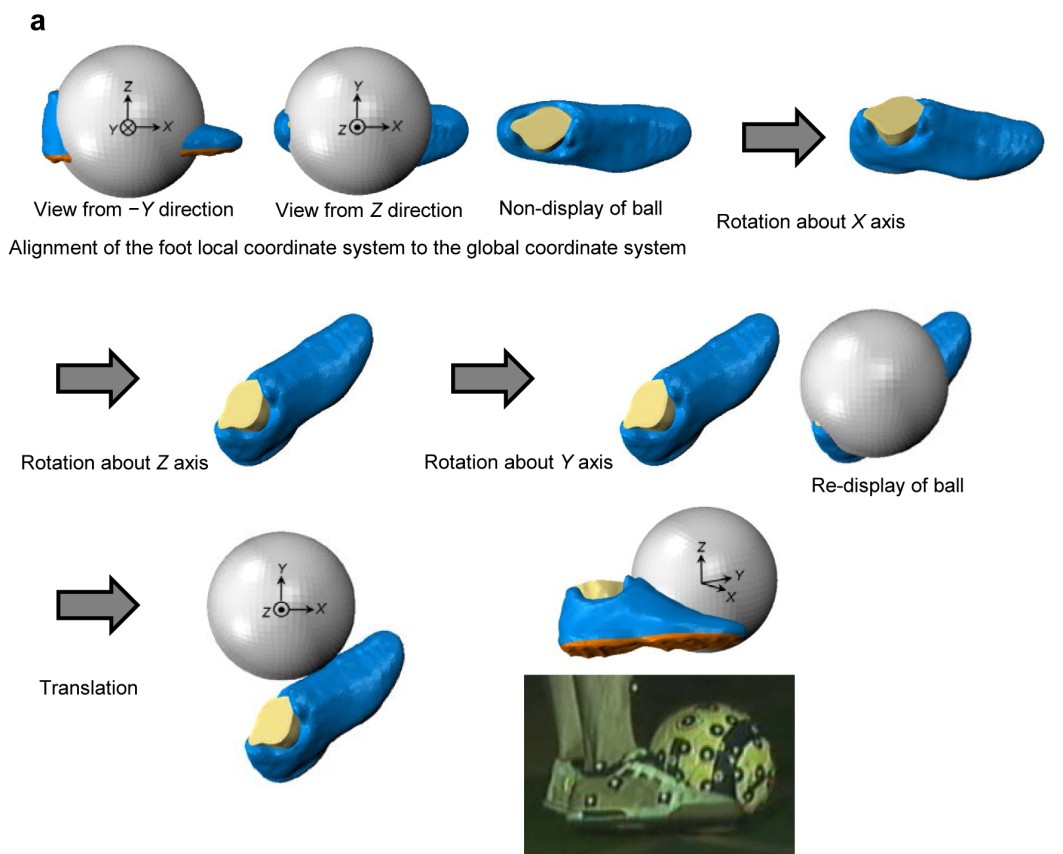 a
Z
Y X
Y
Z X
View from −Y direction
View from Z direction
Non-display of ball
Rotation about X axis
Alignment of the foot local coordinate system to the global coordinate system
Rotation about Z axis
Rotation about Y axis
Re-display of ball
Translation
Y
Z X
Z
Y
X